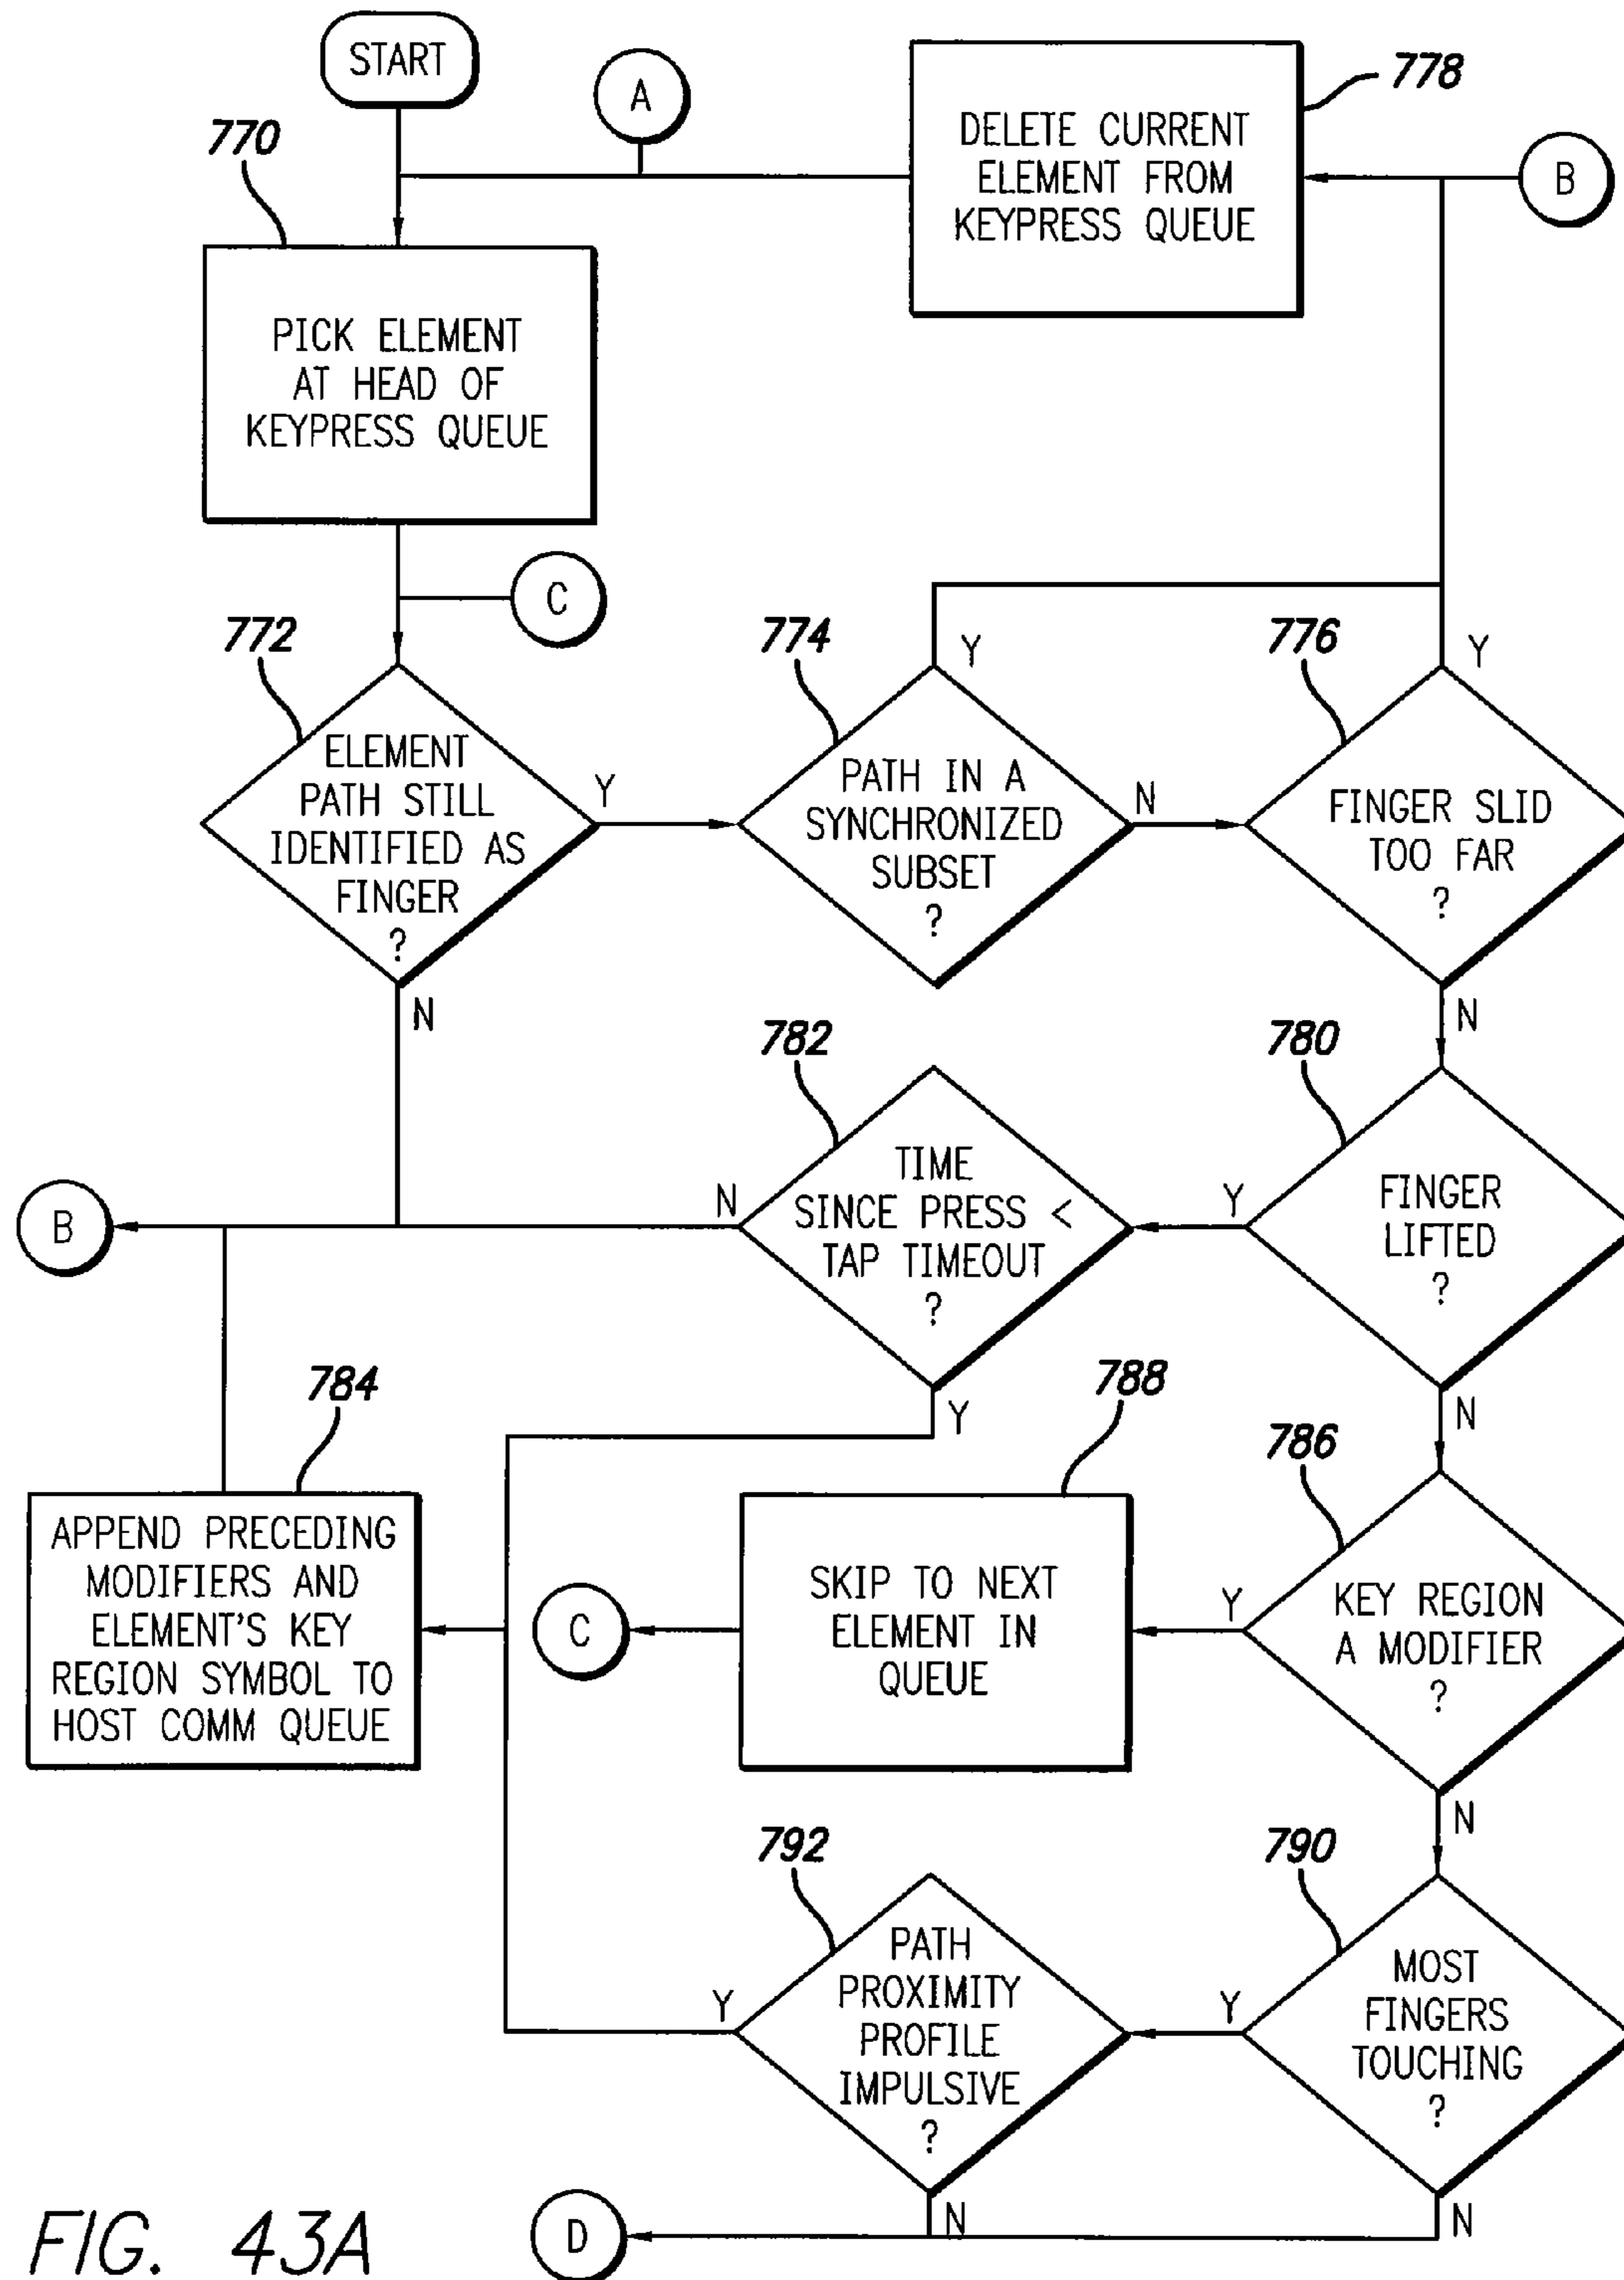 START
A
778
DELETE CURRENT
ELEMENT FROM
KEYPRESS QUEUE
B
770
PICK ELEMENT
AT HEAD OF
KEYPRESS QUEUE
C
772
ELEMENT
PATH STILL
IDENTIFIED AS
FINGER
?
Y
N
774
Y
PATH IN A
SYNCHRONIZED
SUBSET
?
N
776
Y
FINGER SLID
TOO FAR
?
N
780
FINGER
LIFTED
?
Y
N
782
TIME
SINCE PRESS <
TAP TIMEOUT
?
N
Y
B
784
APPEND PRECEDING
MODIFIERS AND
ELEMENT'S KEY
REGION SYMBOL TO
HOST COMM QUEUE
786
KEY REGION
A MODIFIER
?
Y
N
788
SKIP TO NEXT
ELEMENT IN
QUEUE
C
790
MOST
FINGERS
TOUCHING
?
Y
N
792
PATH
PROXIMITY
PROFILE
IMPULSIVE
?
Y
N
D
FIG. 43A